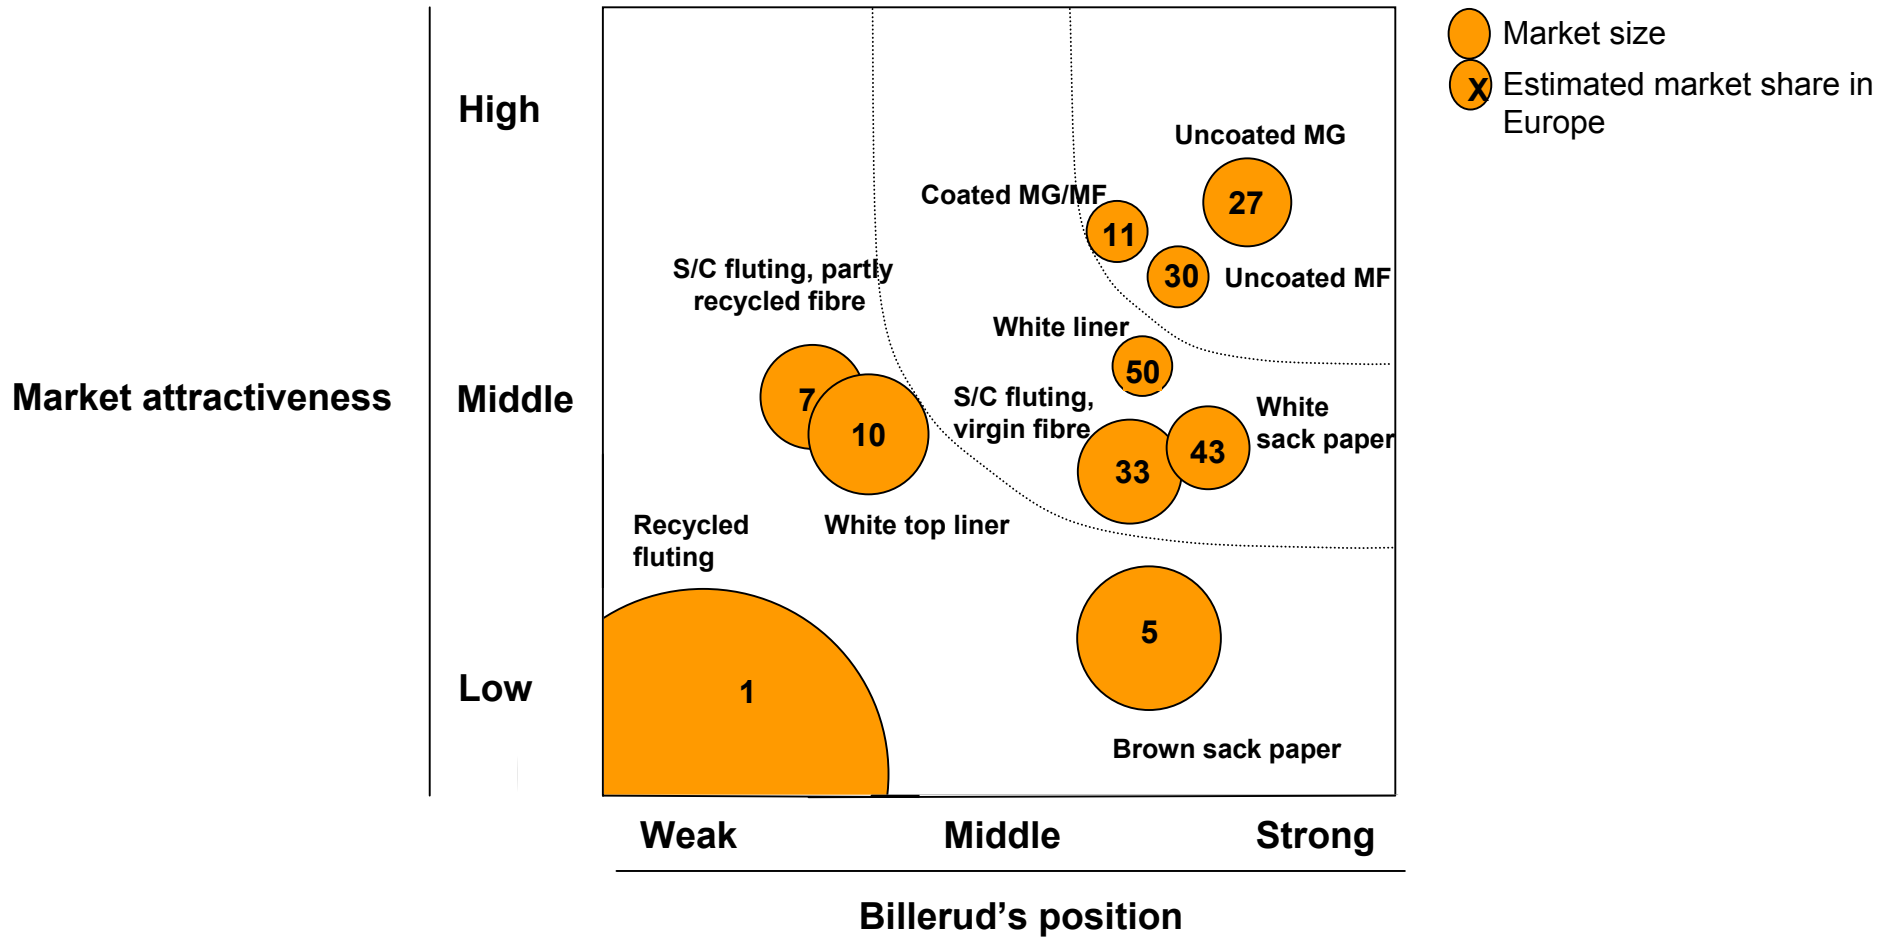 Market size
X
Estimated market share in
Europe
High
Uncoated MG
Coated MG/MF
27
11
30
Uncoated MF
S/C fluting, partly
recycled fibre
White liner
50
Market attractiveness
Middle
7
10
S/C fluting,
virgin fibre
33
43
White
sack paper
White top liner
Recycled
fluting
1
5
Low
Brown sack paper
Weak
Middle
Strong
Billerud’s position